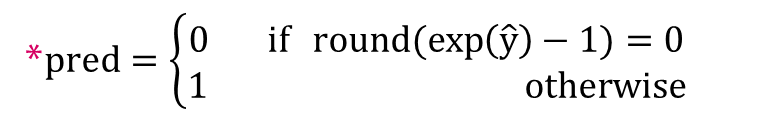 *pred = { 0 if round(exp(ŷ) − 1) = 0
1 otherwise